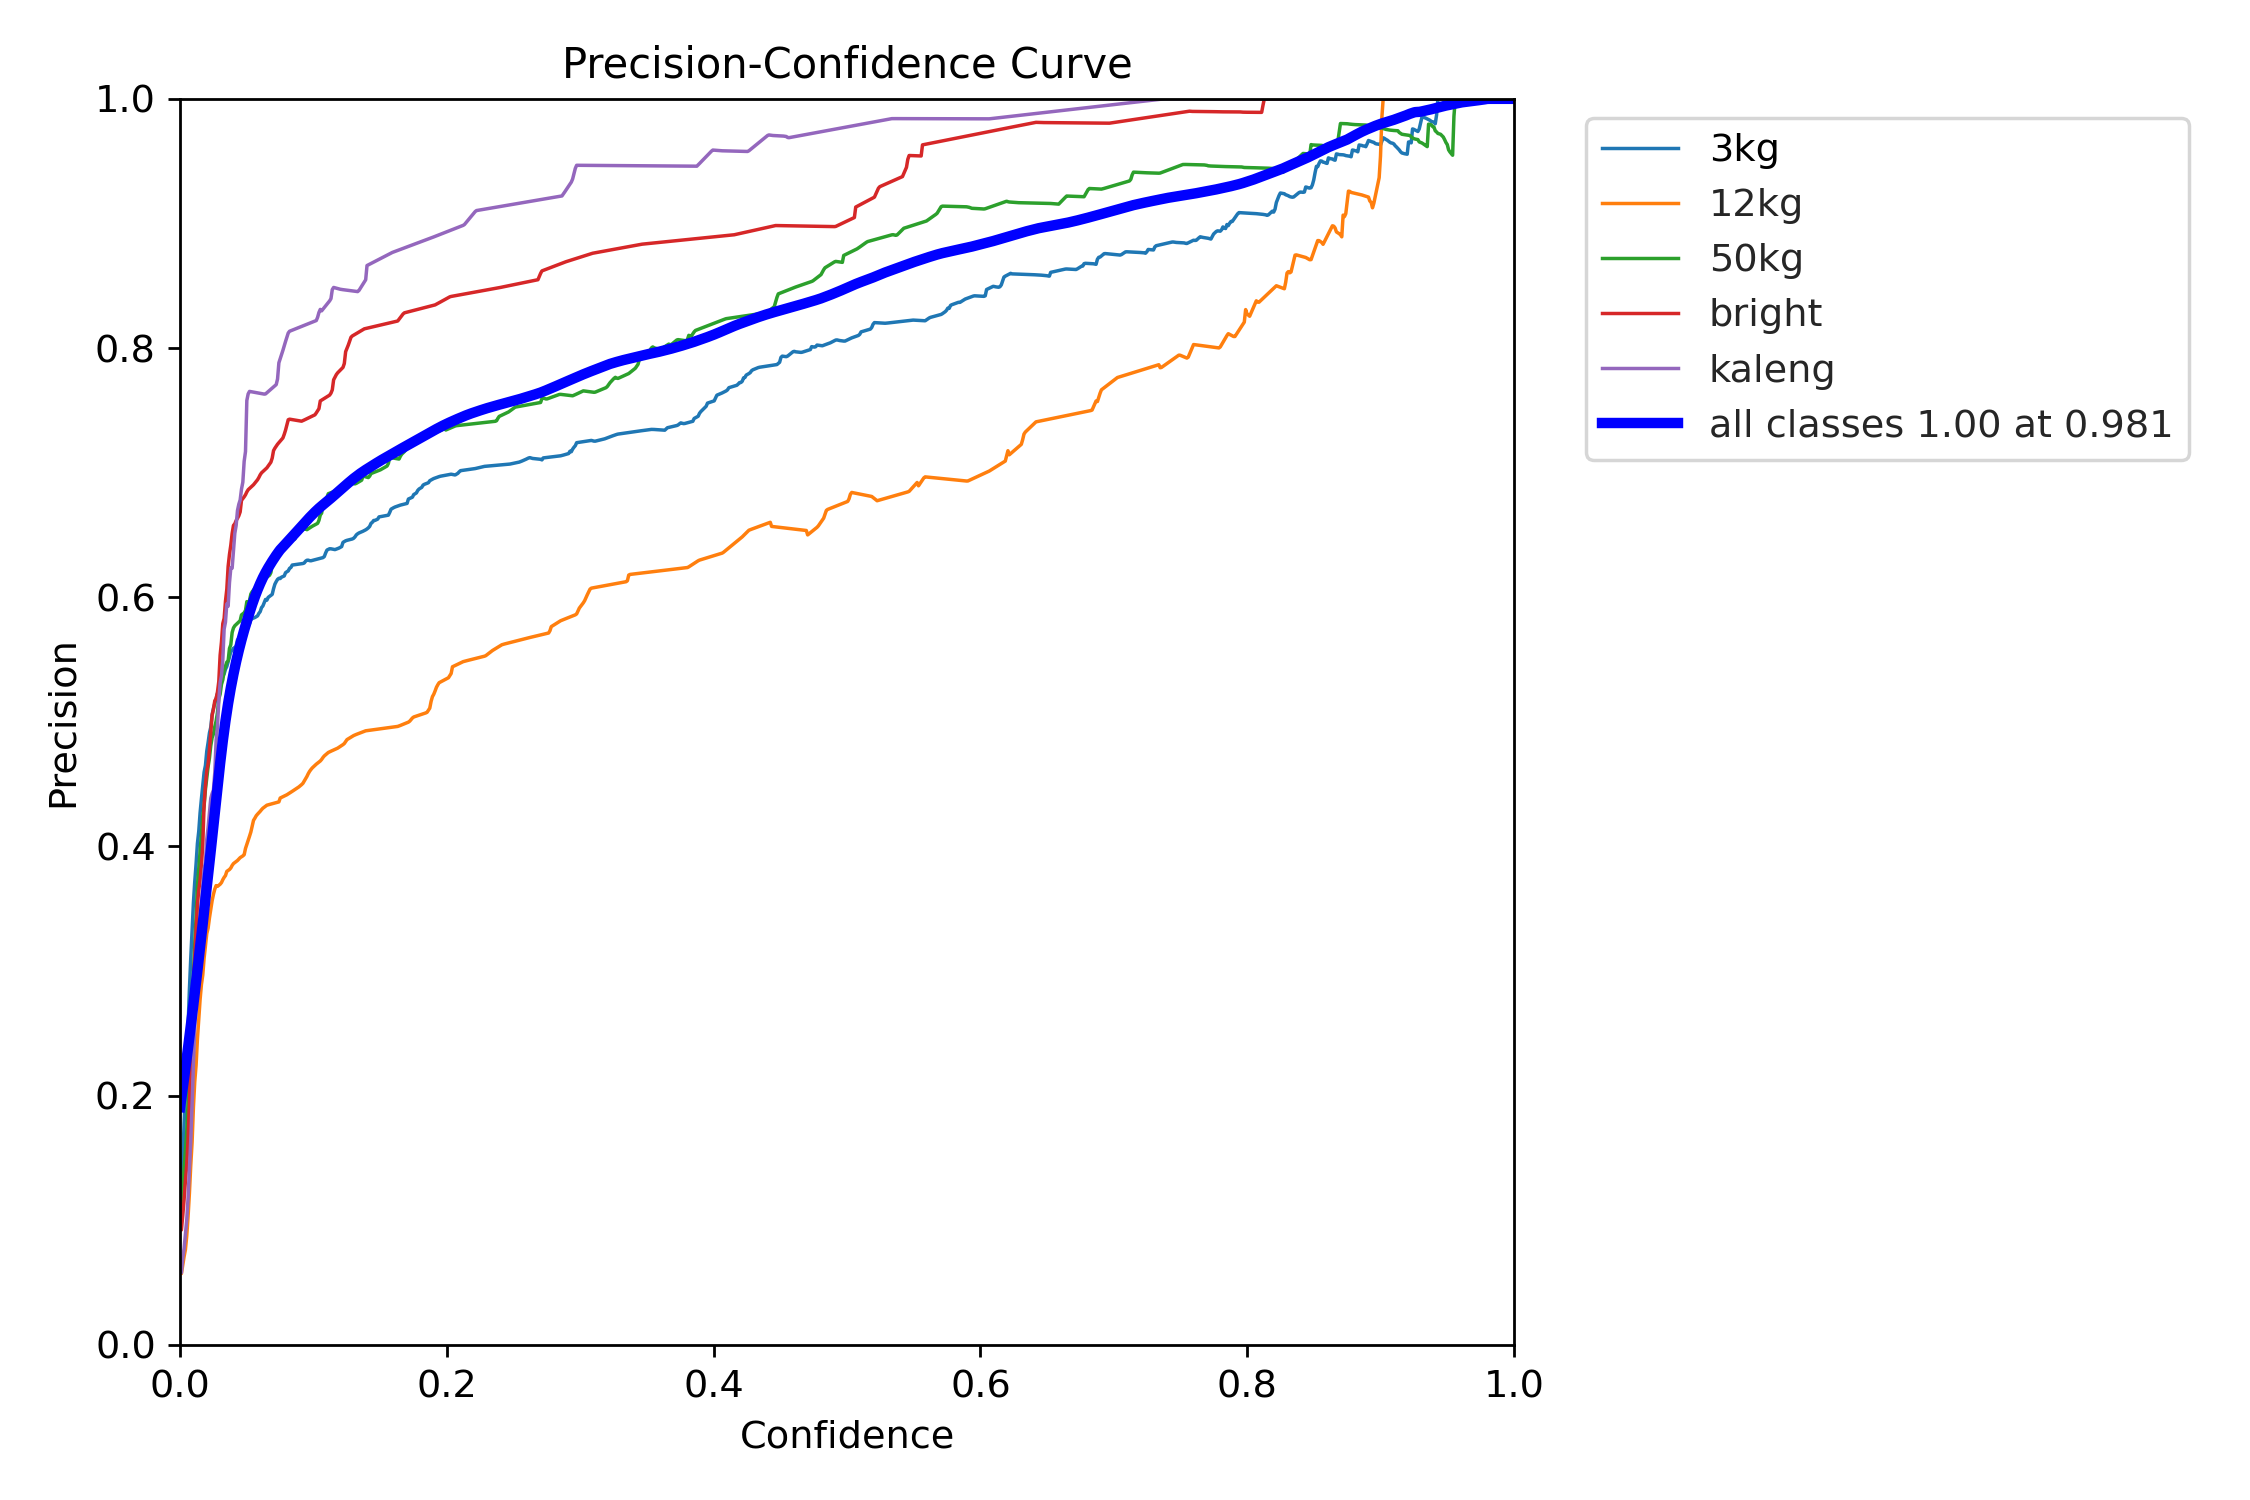 Precision-Confidence Curve
1.0
0.8
0.6
0.4
0.2
0.0
Precision
0.0 0.2 0.4 0.6 0.8 1.0
Confidence
3kg
12kg
50kg
bright
kaleng
all classes 1.00 at 0.981